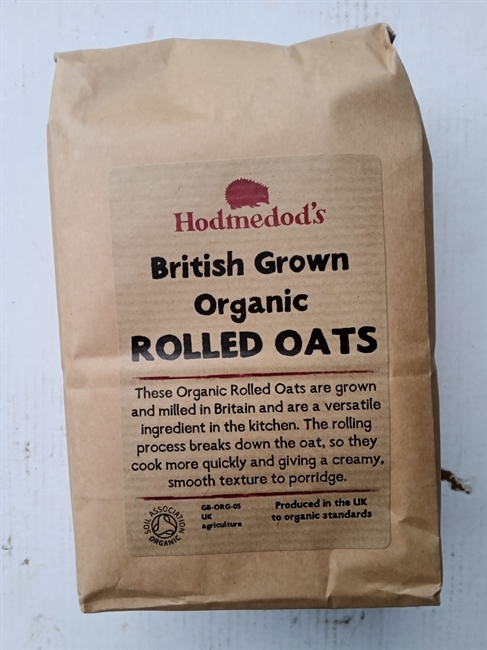 Hodmedod's
British Grown
Organic
ROLLED OATS
These Organic Rolled Oats are grown
and milled in Britain and are a versatile
ingredient in the kitchen. The rolling
process breaks down the oat, so they
cook more quickly and giving a creamy,
smooth texture to porridge.
SOIL ASSOCIATION
ORGANIC
GB-ORG-05
UK
agriculture
Produced in the UK
to organic standards